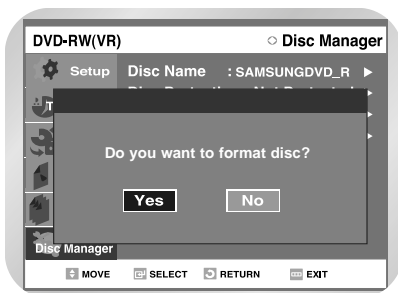 DVD-RW(VR) Disc Manager
Setup Disc Name : SAMSUNGDVD_R
Do you want to format disc?
Yes No
Disc Manager
MOVE SELECT RETURN EXIT